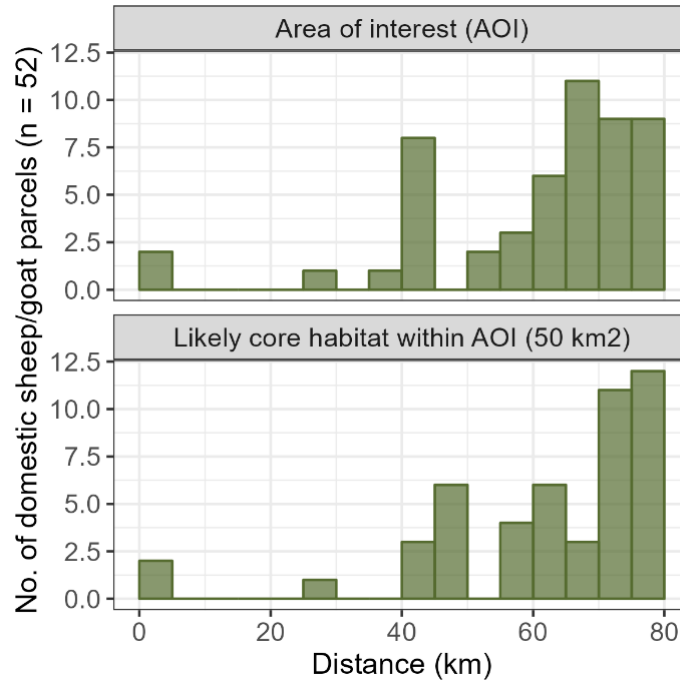 Area of interest (AOI)
No. of domestic sheep/goat parcels (n = 52)
12.5
10.0
7.5
5.0
2.5
0.0
Likely core habitat within AOI (50 km2)
12.5
10.0
7.5
5.0
2.5
0.0
0 20 40 60 80
Distance (km)